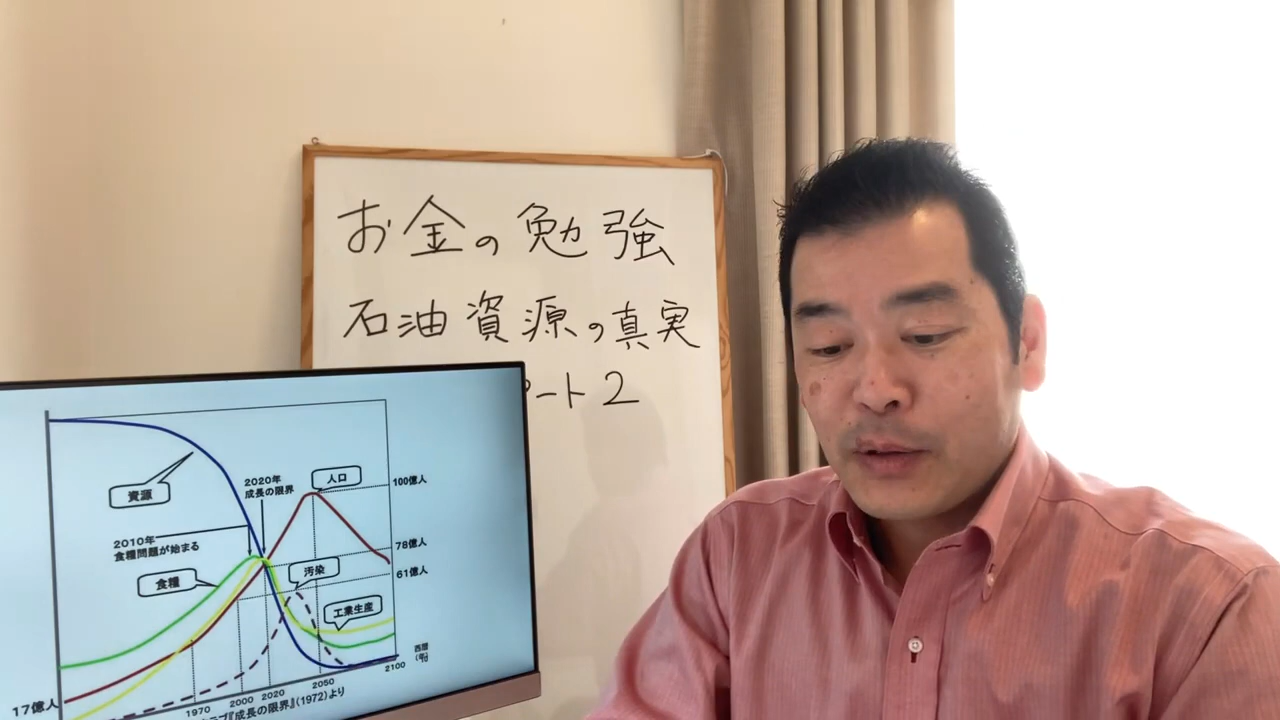 お金の勉強
石油資源の真実
ート2
資源
2020年
成長の限界
人口
100億人
2010年
食糧問題が始まる
78億人
食糧
汚染
61億人
工業生産
17億人
1970
2000
2020
2050
2100
西暦
(年)
『成長の限界』(1972)より